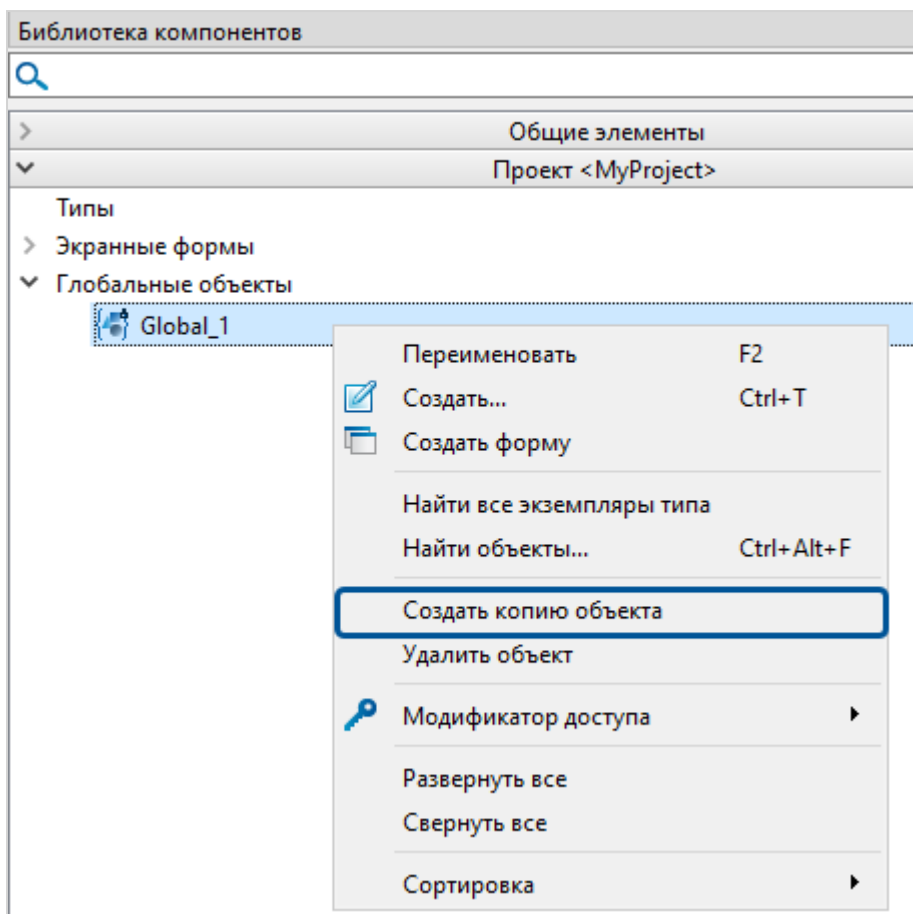 Библиотека компонентов
Общие элементы
Проект <MyProject>
Типы
Экранные формы
Глобальные объекты
Global_1
Переименовать F2
Создать... Ctrl+T
Создать форму
Найти все экземпляры типа
Найти объекты... Ctrl+Alt+F
Создать копию объекта
Удалить объект
Модификатор доступа
Развернуть все
Свернуть все
Сортировка